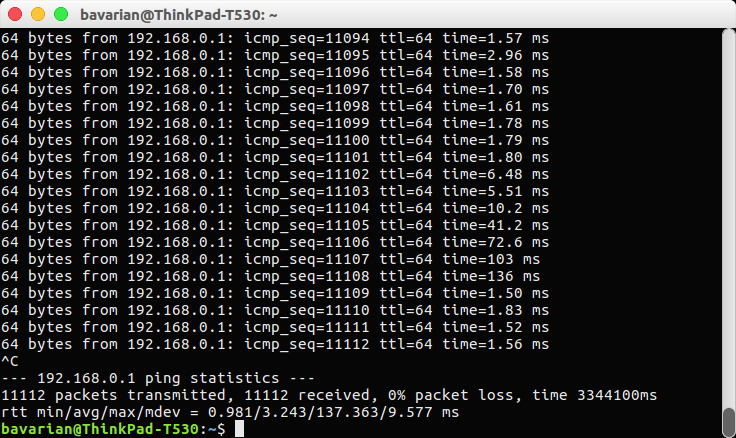 bavarian@ThinkPad-T530: ~
64 bytes from 192.168.0.1: icmp_seq=11094 ttl=64 time=1.57 ms
64 bytes from 192.168.0.1: icmp_seq=11095 ttl=64 time=2.96 ms
64 bytes from 192.168.0.1: icmp_seq=11096 ttl=64 time=1.58 ms
64 bytes from 192.168.0.1: icmp_seq=11097 ttl=64 time=1.70 ms
64 bytes from 192.168.0.1: icmp_seq=11098 ttl=64 time=1.61 ms
64 bytes from 192.168.0.1: icmp_seq=11099 ttl=64 time=1.78 ms
64 bytes from 192.168.0.1: icmp_seq=11100 ttl=64 time=1.79 ms
64 bytes from 192.168.0.1: icmp_seq=11101 ttl=64 time=1.80 ms
64 bytes from 192.168.0.1: icmp_seq=11102 ttl=64 time=6.48 ms
64 bytes from 192.168.0.1: icmp_seq=11103 ttl=64 time=5.51 ms
64 bytes from 192.168.0.1: icmp_seq=11104 ttl=64 time=10.2 ms
64 bytes from 192.168.0.1: icmp_seq=11105 ttl=64 time=41.2 ms
64 bytes from 192.168.0.1: icmp_seq=11106 ttl=64 time=72.6 ms
64 bytes from 192.168.0.1: icmp_seq=11107 ttl=64 time=103 ms
64 bytes from 192.168.0.1: icmp_seq=11108 ttl=64 time=136 ms
64 bytes from 192.168.0.1: icmp_seq=11109 ttl=64 time=1.50 ms
64 bytes from 192.168.0.1: icmp_seq=11110 ttl=64 time=1.83 ms
64 bytes from 192.168.0.1: icmp_seq=11111 ttl=64 time=1.52 ms
64 bytes from 192.168.0.1: icmp_seq=11112 ttl=64 time=1.56 ms
^C
--- 192.168.0.1 ping statistics ---
11112 packets transmitted, 11112 received, 0% packet loss, time 3344100ms
rtt min/avg/max/mdev = 0.981/3.243/137.363/9.577 ms
bavarian@ThinkPad-T530:~$